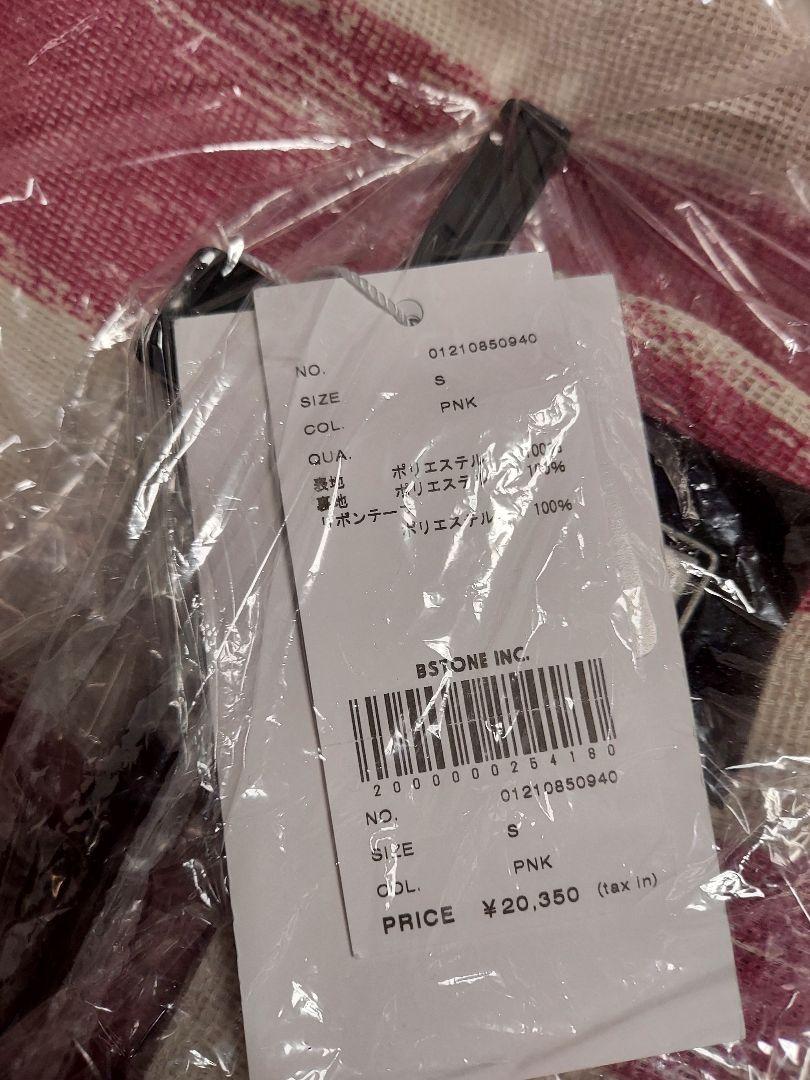 NO. 01210850940
SIZE S
COL. PNK
QUA.
表地 ポリエステル 100%
裏地 ポリエステル 100%
リボンテープ ポリエステル 100%
BSTONE INC.
2000000254180
NO. 01210850940
SIZE S
COL. PNK
PRICE ¥20,350 (tax in)